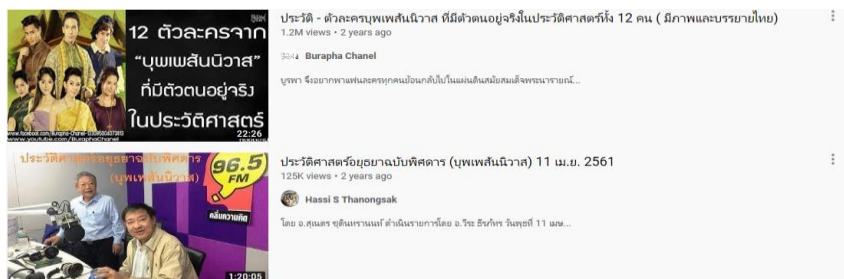 12 ตัวละครจาก
"บุพเพสันนิวาส"
ที่มีตัวตนอยู่จริง
ในประวัติศาสตร์
22:26
ประวัติ - ตัวละครบุพเพสันนิวาส ที่มีตัวตนอยู่จริงในประวัติศาสตร์ทั้ง 12 คน ( มีภาพและบรรยายไทย)
1.2M views • 2 years ago
Burapha Chanel
บูรพา จึงอยากพาแฟนละครทุกคนย้อนกลับไปในแผ่นดินสมัยสมเด็จพระนารายณ์...
ประวัติศาสตร์อยุธยาฉบับพิศดาร
(บุพเพสันนิวาส)
96.5
FM
คลื่นความคิด
1:20:05
ประวัติศาสตร์อยุธยาฉบับพิศดาร (บุพเพสันนิวาส) 11 เม.ย. 2561
125K views • 2 years ago
Hassi S Thanongsak
โดย อ.สุเนตร ชุตินทรานนท์ ดำเนินรายการโดย อ.วีระ ธีรภัทร วันพุธที่ 11 เมษ...